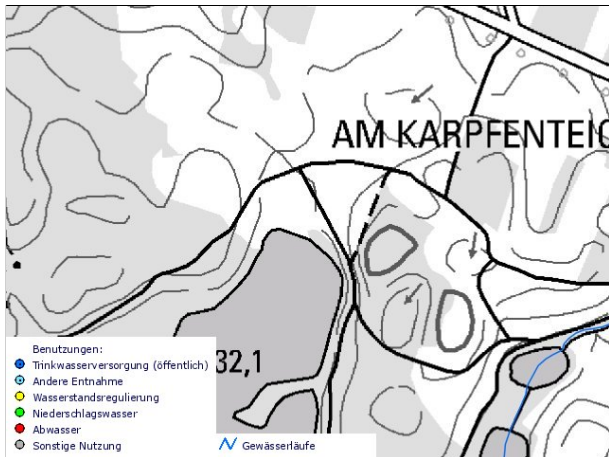 AM KARPFENTEIC
32,1
Benutzungen:
Trinkwasserversorgung (öffentlich)
Andere Entnahme
Wasserstandsregulierung
Niederschlagswasser
Abwasser
Sonstige Nutzung
Gewässerläufe